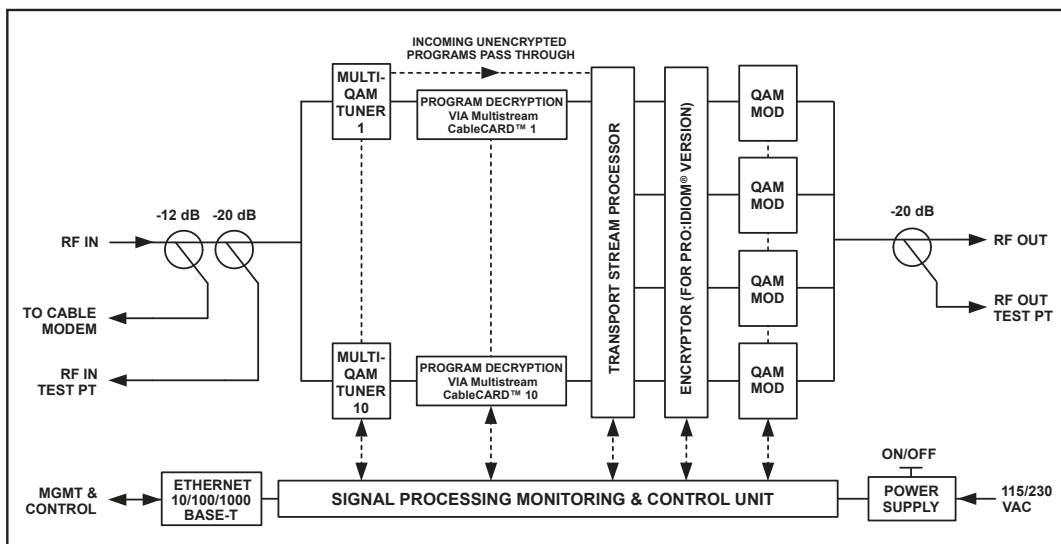 INCOMING UNENCRYPTED
PROGRAMS PASS THROUGH
MULTI-
QAM
TUNER
1
PROGRAM DECRYPTION
VIA Multistream
CableCARD™ 1
TRANSPORT STREAM PROCESSOR
ENCRYPTOR (FOR PRO:IDIOM® VERSION)
QAM
MOD
QAM
MOD
QAM
MOD
QAM
MOD
-12 dB
-20 dB
RF IN
TO CABLE
MODEM
RF IN
TEST PT
-20 dB
RF OUT
RF OUT
TEST PT
MULTI-
QAM
TUNER
10
PROGRAM DECRYPTION
VIA Multistream
CableCARD™ 10
MGMT &
CONTROL
ETHERNET
10/100/1000
BASE-T
SIGNAL PROCESSING MONITORING & CONTROL UNIT
ON/OFF
POWER
SUPPLY
115/230
VAC